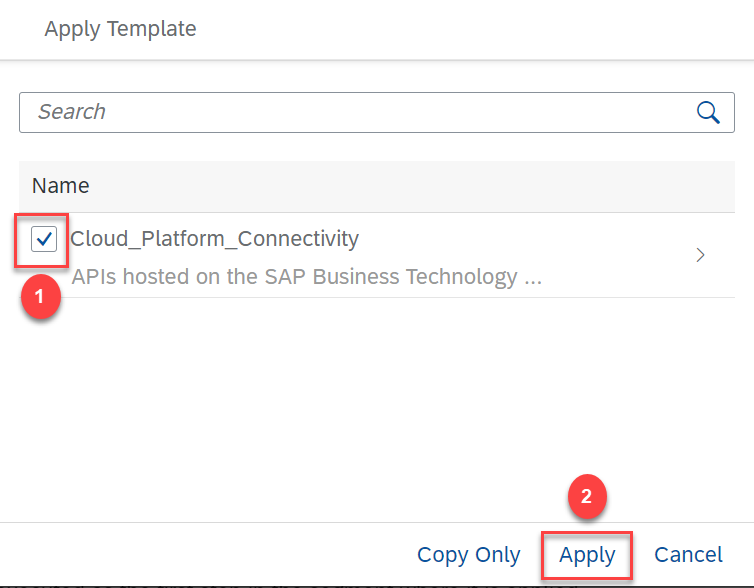 Apply Template
Search
Name
Cloud_Platform_Connectivity
APIs hosted on the SAP Business Technology ...
1
2
Copy Only Apply Cancel